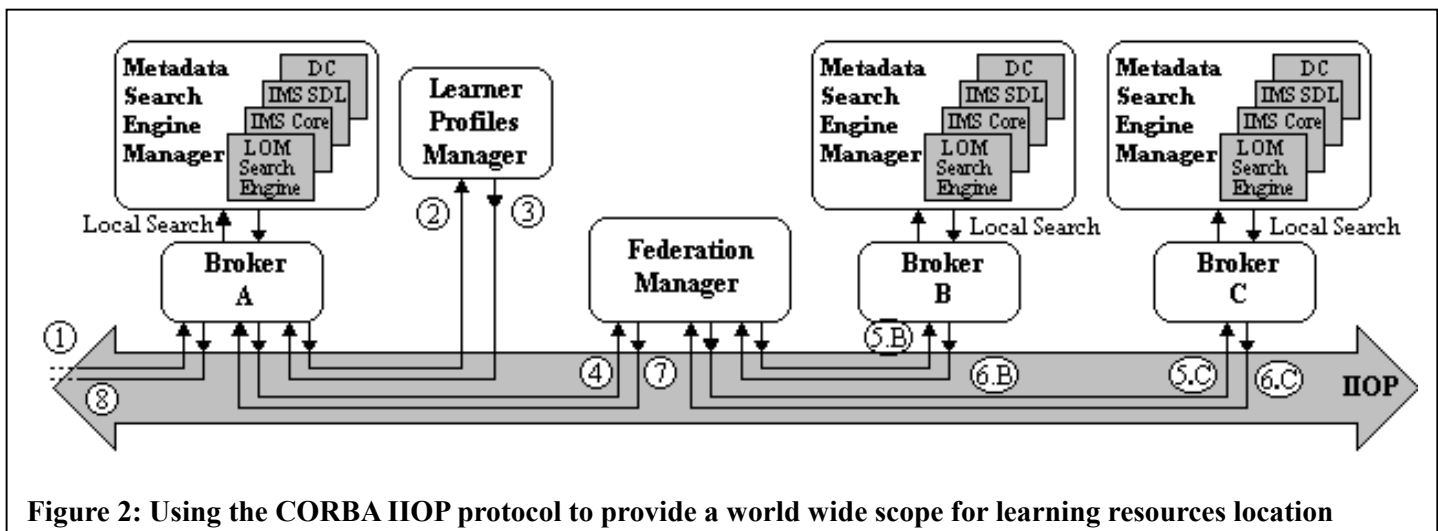 Metadata
Search
Engine
Manager
DC
IMS SDL
IMS Core
LOM
Search
Engine
Learner
Profiles
Manager
Metadata
Search
Engine
Manager
DC
IMS SDL
IMS Core
LOM
Search
Engine
Metadata
Search
Engine
Manager
DC
IMS SDL
IMS Core
LOM
Search
Engine
Local Search
2
3
Local Search
Local Search
Broker
A
Federation
Manager
Broker
B
Broker
C
1
5.B
8
4
7
6.B
5.C
6.C
IIOP
Figure 2: Using the CORBA IIOP protocol to provide a world wide scope for learning resources location